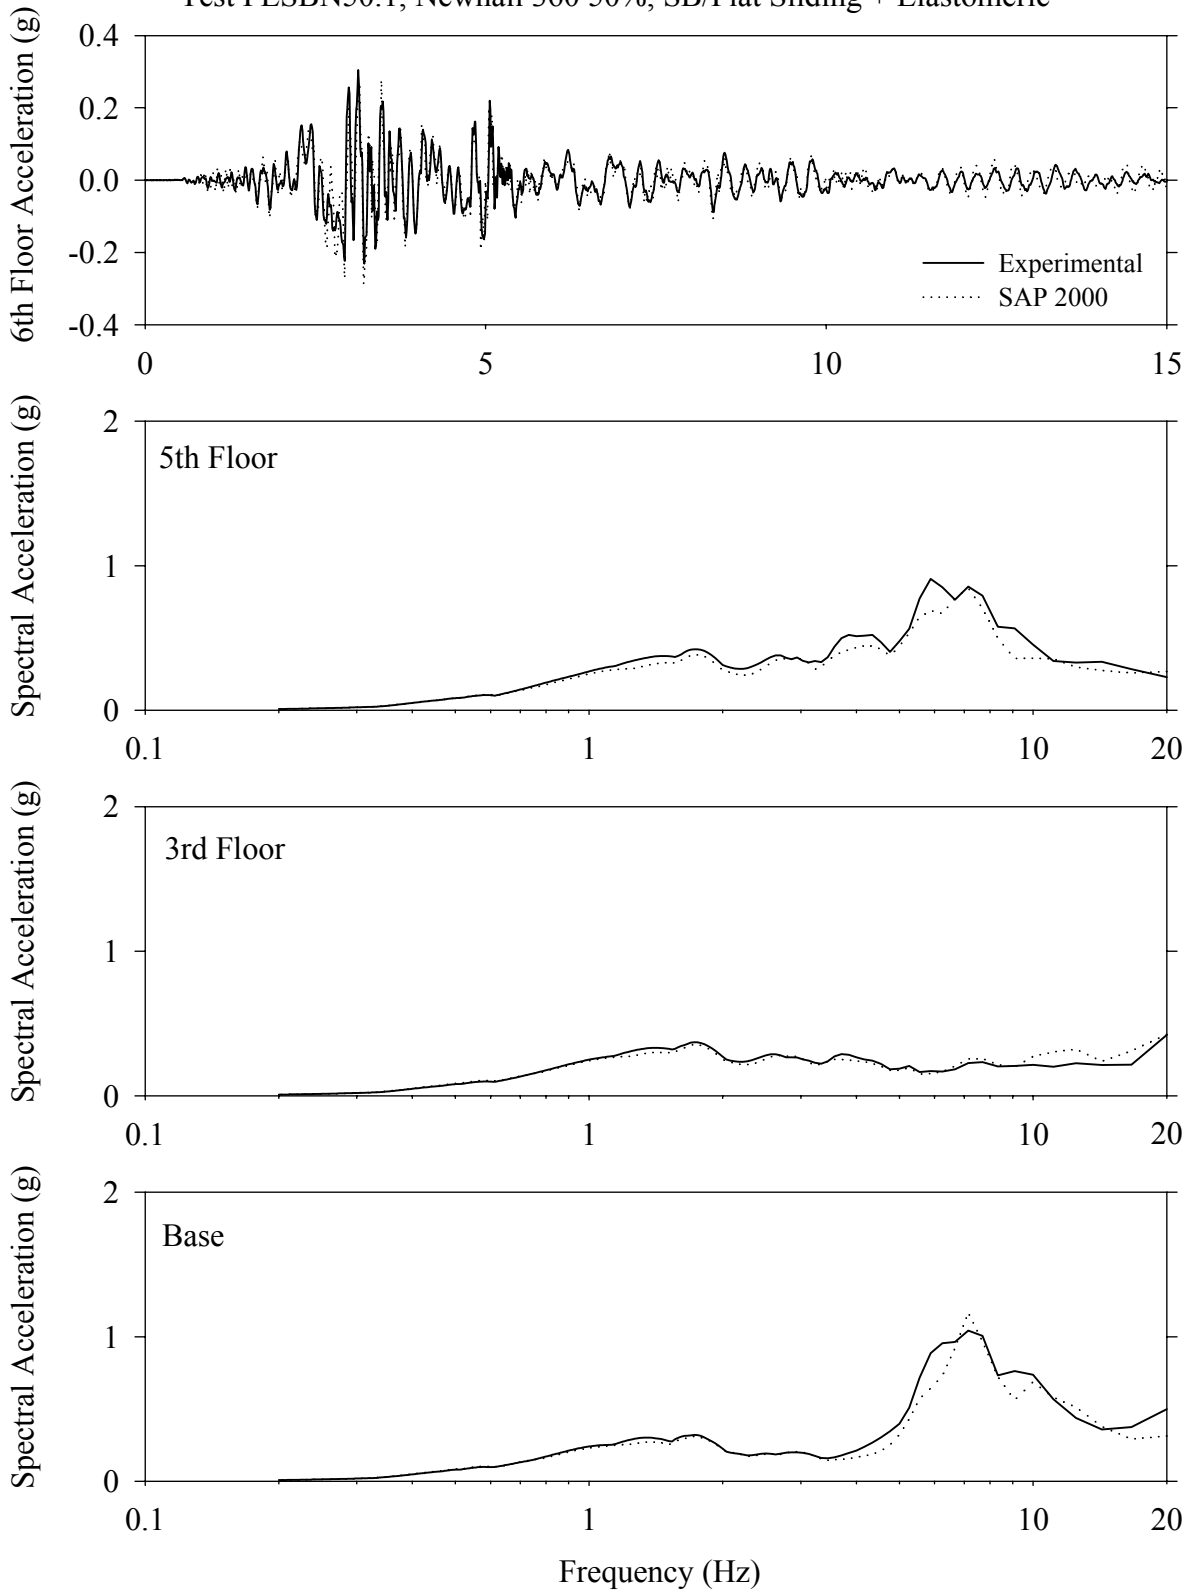 6th Floor Acceleration (g)
0.4
0.2
0.0
-0.2
-0.4
Experimental
SAP 2000
0 5 10 15
Spectral Acceleration (g)
2
1
0
5th Floor
0.1 1 10 20
Spectral Acceleration (g)
2
1
0
3rd Floor
0.1 1 10 20
Spectral Acceleration (g)
2
1
0
Base
0.1 1 10 20
Frequency (Hz)